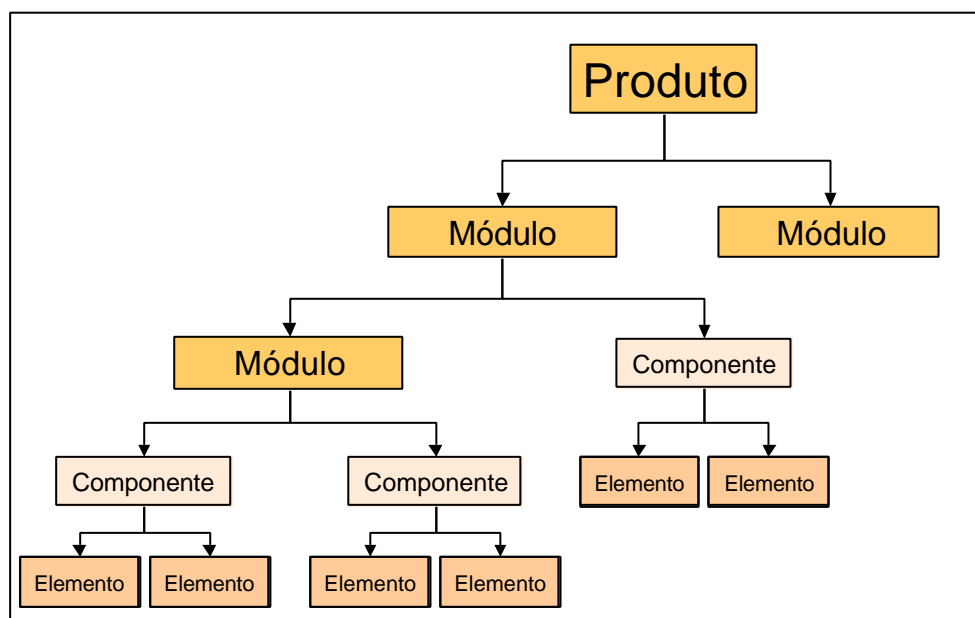 Produto
Módulo
Módulo
Módulo
Componente
Componente
Componente
Elemento
Elemento
Elemento
Elemento
Elemento
Elemento